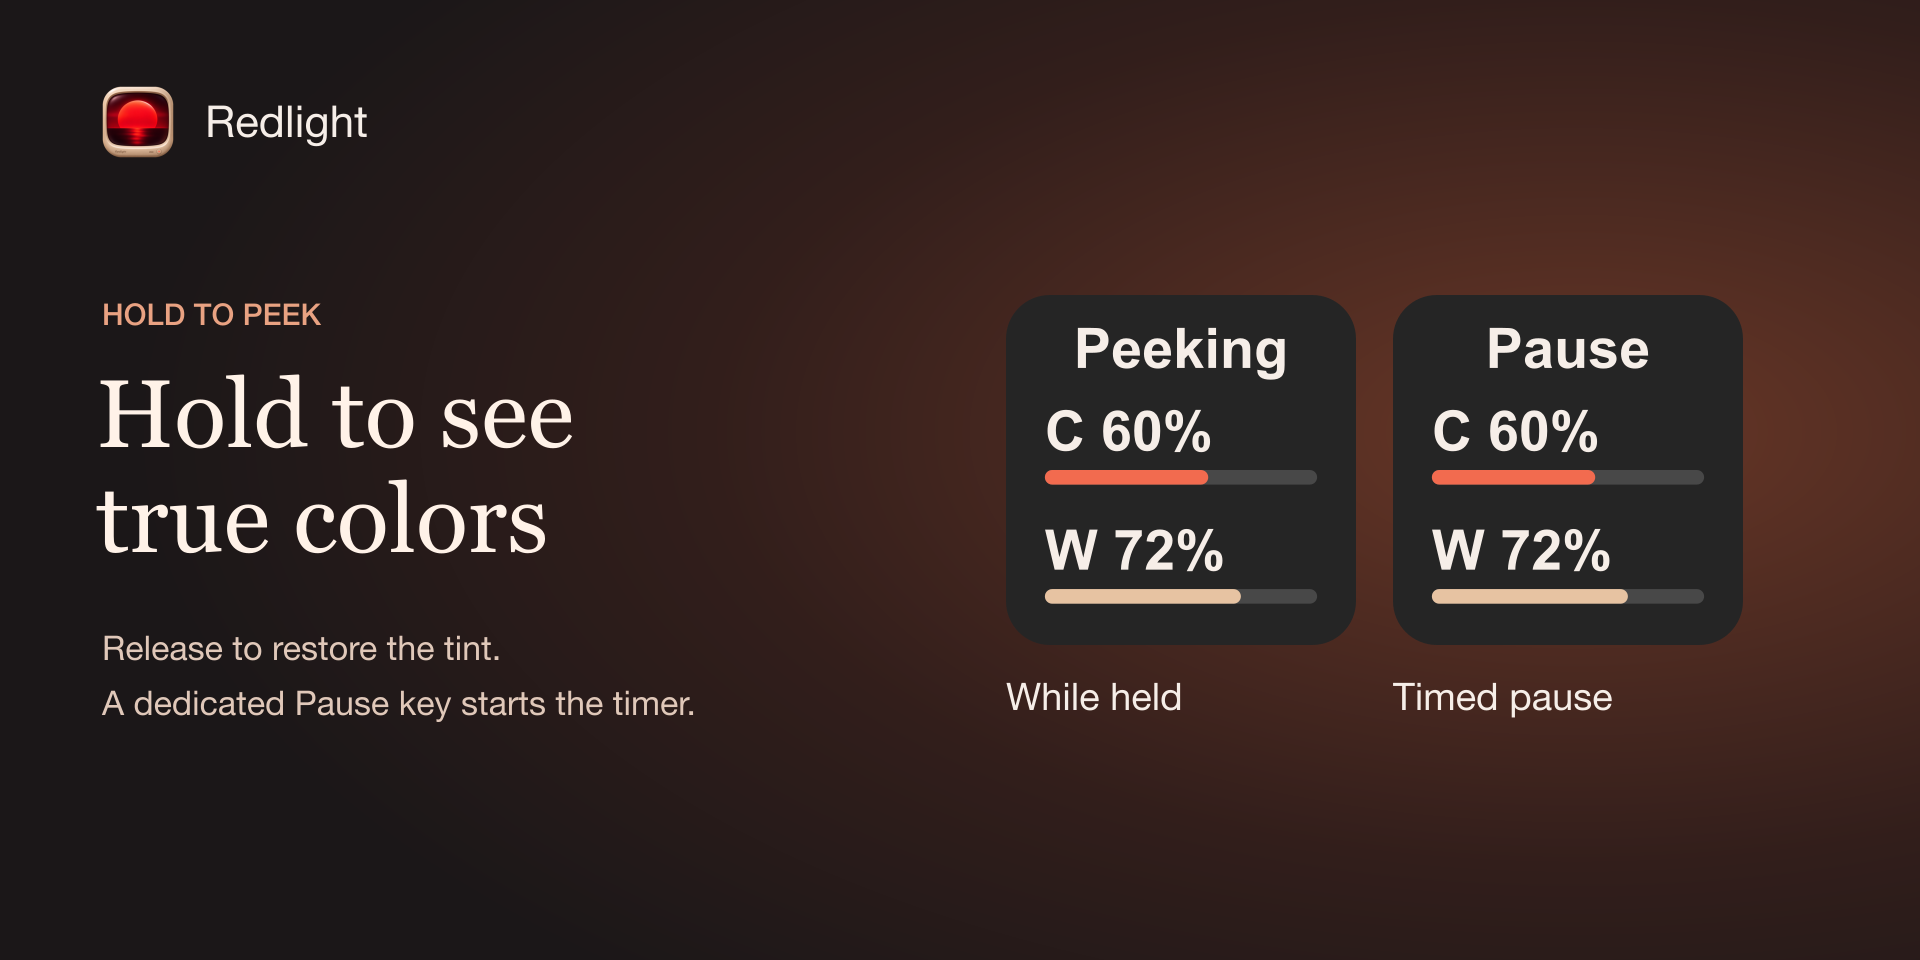 Redlight
HOLD TO PEEK
Hold to see
true colors
Release to restore the tint.
A dedicated Pause key starts the timer.
Peeking
C 60%
W 72%
While held
Pause
C 60%
W 72%
Timed pause